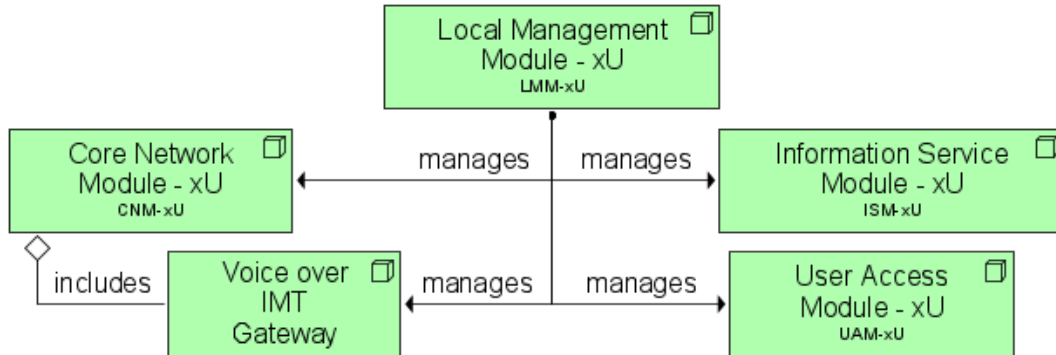 Local Management
Module - xU
LMM-xU
Core Network
Module - xU
CNM-xU
manages
manages
Information Service
Module - xU
ISM-xU
includes
Voice over
IMT
Gateway
manages
manages
User Access
Module - xU
UAM-xU